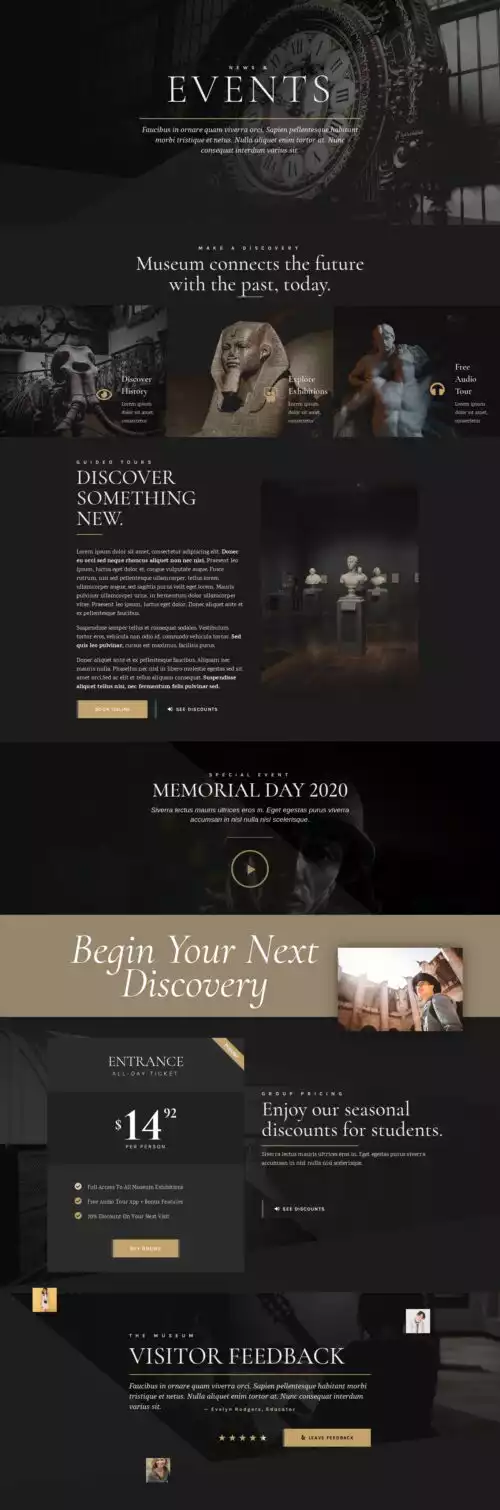 NEWS &
EVENTS
Faucibus in ornare quam viverra orci. Sapien pellentesque habitant
morbi tristique et netus. Nulla aliquet enim tortor at. Nunc
consequat interdum varius sit.
MAKE A DISCOVERY
Museum connects the future
with the past, today.
Discover
History
Lorem ipsum
dolor sit amet,
consectetur
Explore
Exhibitions
Lorem ipsum
dolor sit amet,
consectetur
Free
Audio
Tour
Lorem ipsum
dolor sit amet,
consectetur
GUIDED TOURS
DISCOVER
SOMETHING
NEW.
Lorem ipsum dolor sit amet, consectetur adipiscing elit. Donec
eu orci sed neque rhoncus aliquet non nec nisi. Praesent leo
ipsum, luctus eget dolor et, congue vulputate augue. Fusce
rutrum, nisi sed pellentesque ullamcorper, tellus lorem
ullamcorper augue, sed sagittis purus velit eget lorem. Mauris
pulvinar ullamcorper urna, in fermentum dolor ullamcorper
vitae. Praesent leo ipsum, luctus eget dolor. Donec aliquet ante et
ex pellentesque faucibus.
Suspendisse semper tellus et consequat sodales. Vestibulum
tortor eros, vehicula non odio id, commodo vehicula tortor. Sed
quis leo pulvinar, cursus est maximus, facilisis purus.
Donec aliquet ante et ex pellentesque faucibus. Aliquam nec
mauris nulla. Phasellus nec nisl in libero molestie egestas sed sit
amet orci.Sed ac elit et tellus aliquam consequat. Suspendisse
aliquet tellus nisi, nec fermentum felis pulvinar sed.
BOOK ONLINE
SEE DISCOUNTS
SPECIAL EVENT
MEMORIAL DAY 2020
Siverra lectus mauris ultrices eros in. Eget egestas purus viverra
accumsan in nisl nulla nisi scelerisque.
Begin Your Next
Discovery
ENTRANCE
ALL-DAY TICKET
$1492
PER PERSON
Full Access To All Museum Exhibitions
Free Audio Tour App + Bonus Features
10% Discount On Your Next Visit
BUY ONLINE
GROUP PRICING
Enjoy our seasonal
discounts for students.
Siverra lectus mauris ultrices eros in. Eget egestas purus viverra
accumsan in nisl nulla nisi scelerisque.
SEE DISCOUNTS
THE MUSEUM
VISITOR FEEDBACK
Faucibus in ornare quam viverra orci. Sapien pellentesque habitant morbi
tristique et netus. Nulla aliquet enim tortor at. Nunc consequat interdum
varius sit.
— Evelyn Rodgers, Educator
LEAVE FEEDBACK